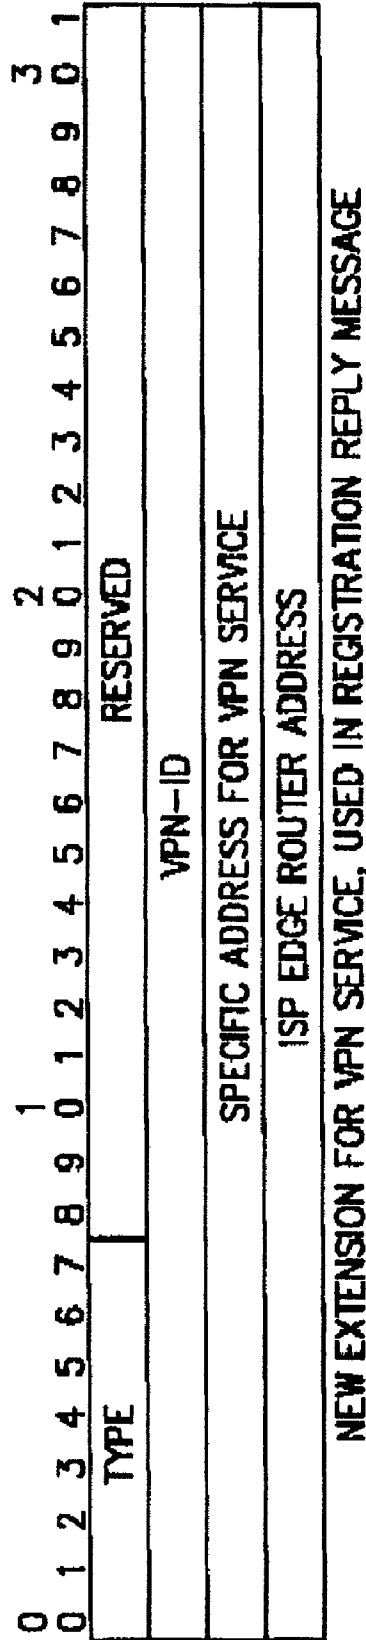 0 1 2 3
0 1 2 3 4 5 6 7 8 9 0 1 2 3 4 5 6 7 8 9 0 1 2 3 4 5 6 7 8 9 0 1
TYPE RESERVED
VPN-ID
SPECIFIC ADDRESS FOR VPN SERVICE
ISP EDGE ROUTER ADDRESS
NEW EXTENSION FOR VPN SERVICE, USED IN REGISTRATION REPLY MESSAGE